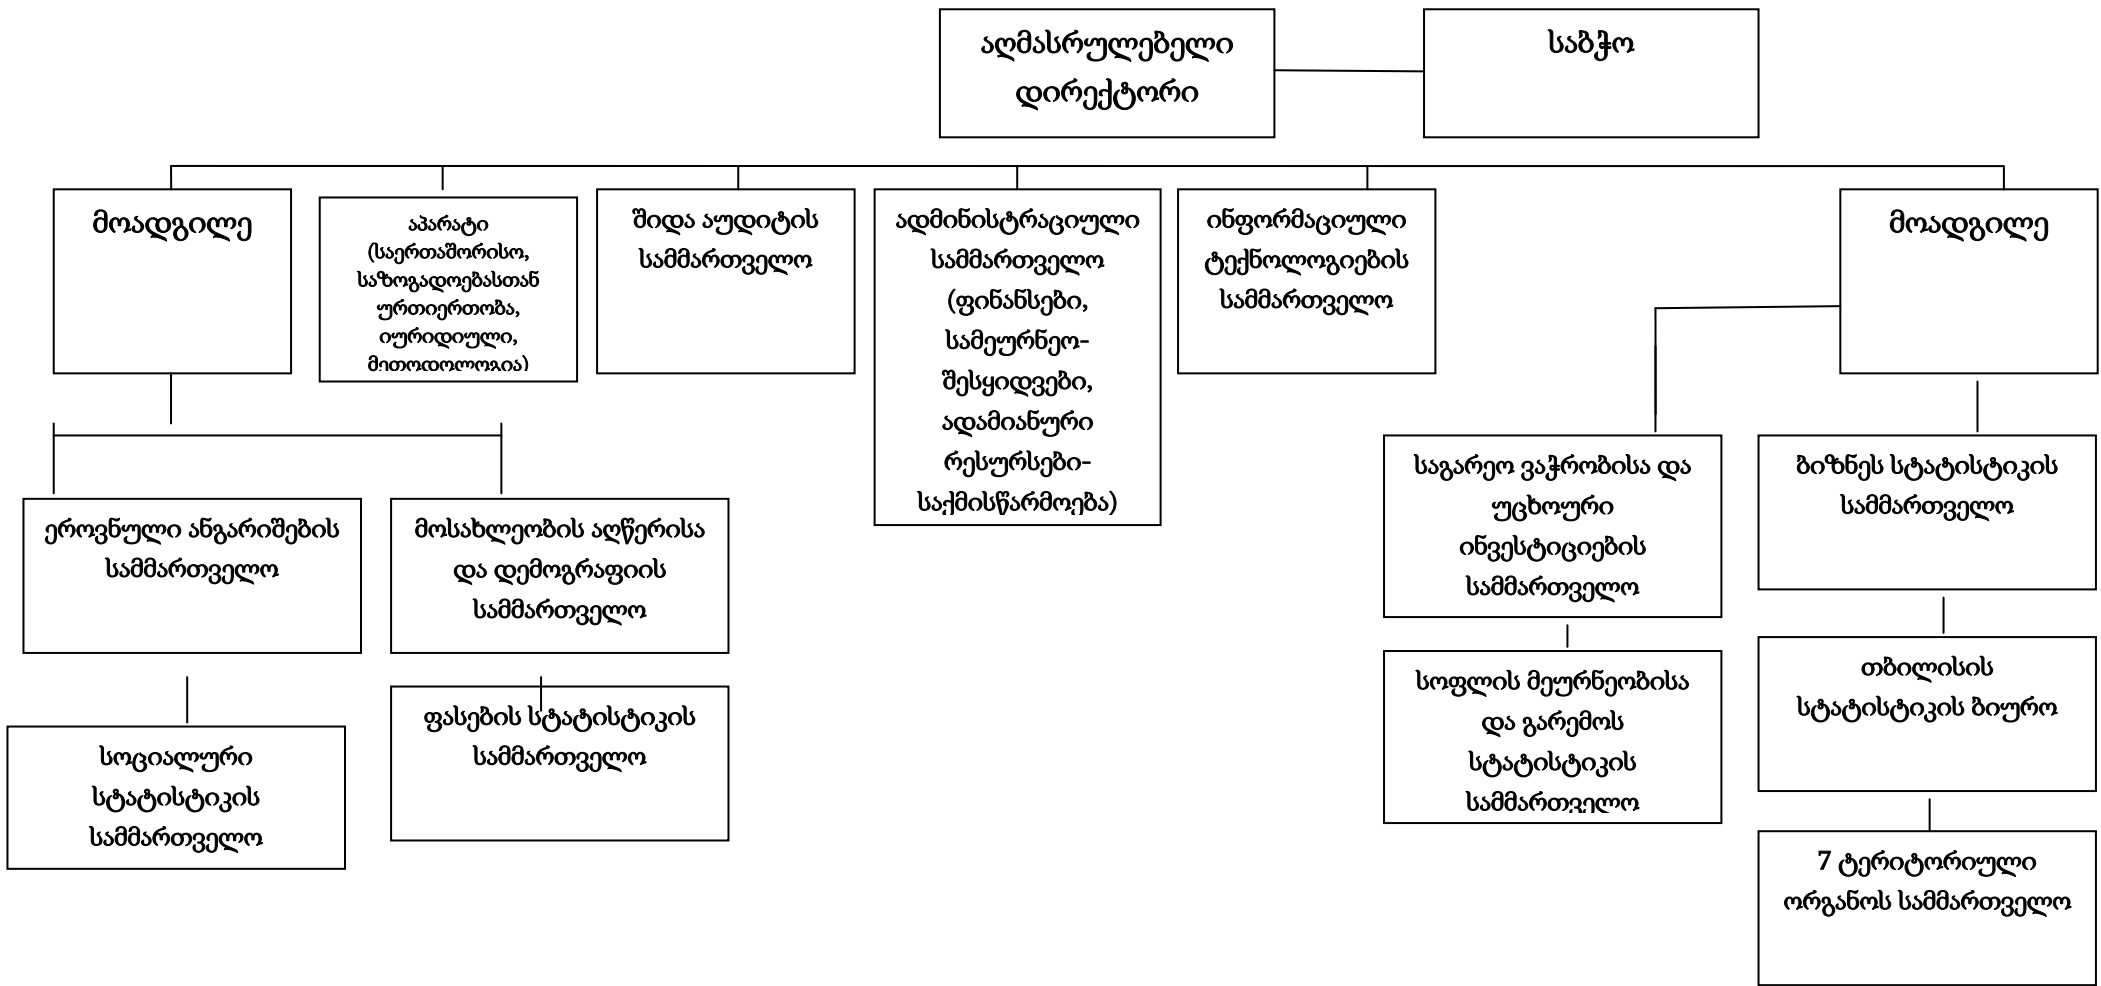 აღმასრულებელი
დირექტორი
საბჭო
მოადგილე
აპარატი
(საერთაშორისო,
საზოგადოებასთან
ურთიერთობა,
იურიდიული,
მეთოდოლოგია)
შიდა აუდიტის
სამმართველო
ადმინისტრაციული
სამმართველო
(ფინანსები,
სამეურნეო-
შესყიდვები,
ადამიანური
რესურსები-
საქმისწარმოება)
ინფორმაციული
ტექნოლოგიების
სამმართველო
მოადგილე
ეროვნული ანგარიშების
სამმართველო
მოსახლეობის აღწერისა
და დემოგრაფიის
სამმართველო
სოციალური
სტატისტიკის
სამმართველო
ფასების სტატისტიკის
სამმართველო
საგარეო ვაჭრობისა და
უცხოური
ინვესტიციების
სამმართველო
ბიზნეს სტატისტიკის
სამმართველო
სოფლის მეურნეობისა
და გარემოს
სტატისტიკის
სამმართველო
თბილისის
სტატისტიკის ბიურო
7 ტერიტორიული
ორგანოს სამმართველო